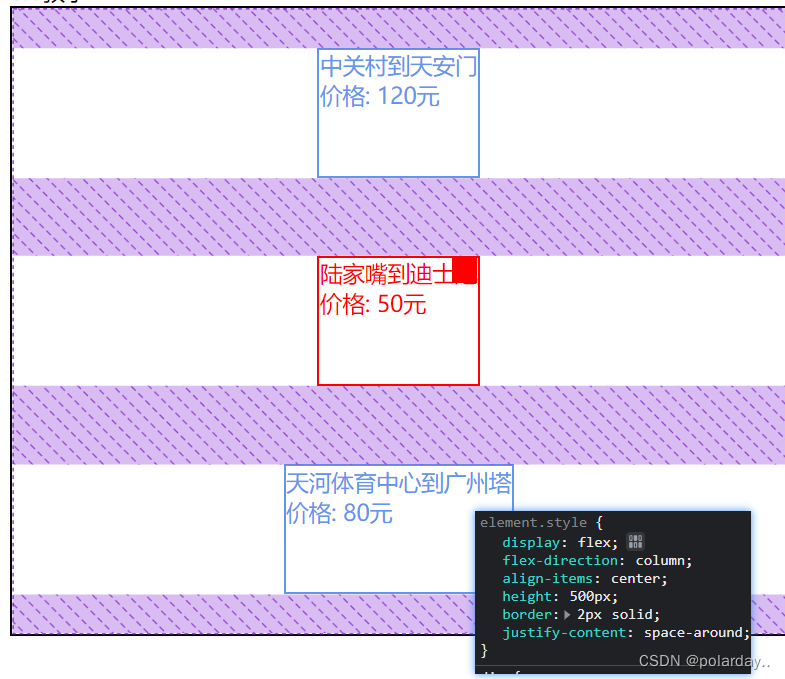 中关村到天安门
价格: 120元
陆家嘴到迪士
价格: 50元
天河体育中心到广州塔
价格: 80元
element.style {
display: flex;
flex-direction: column;
align-items: center;
height: 500px;
border: 2px solid;
justify-content: space-around;
}
CSDN @polarday..